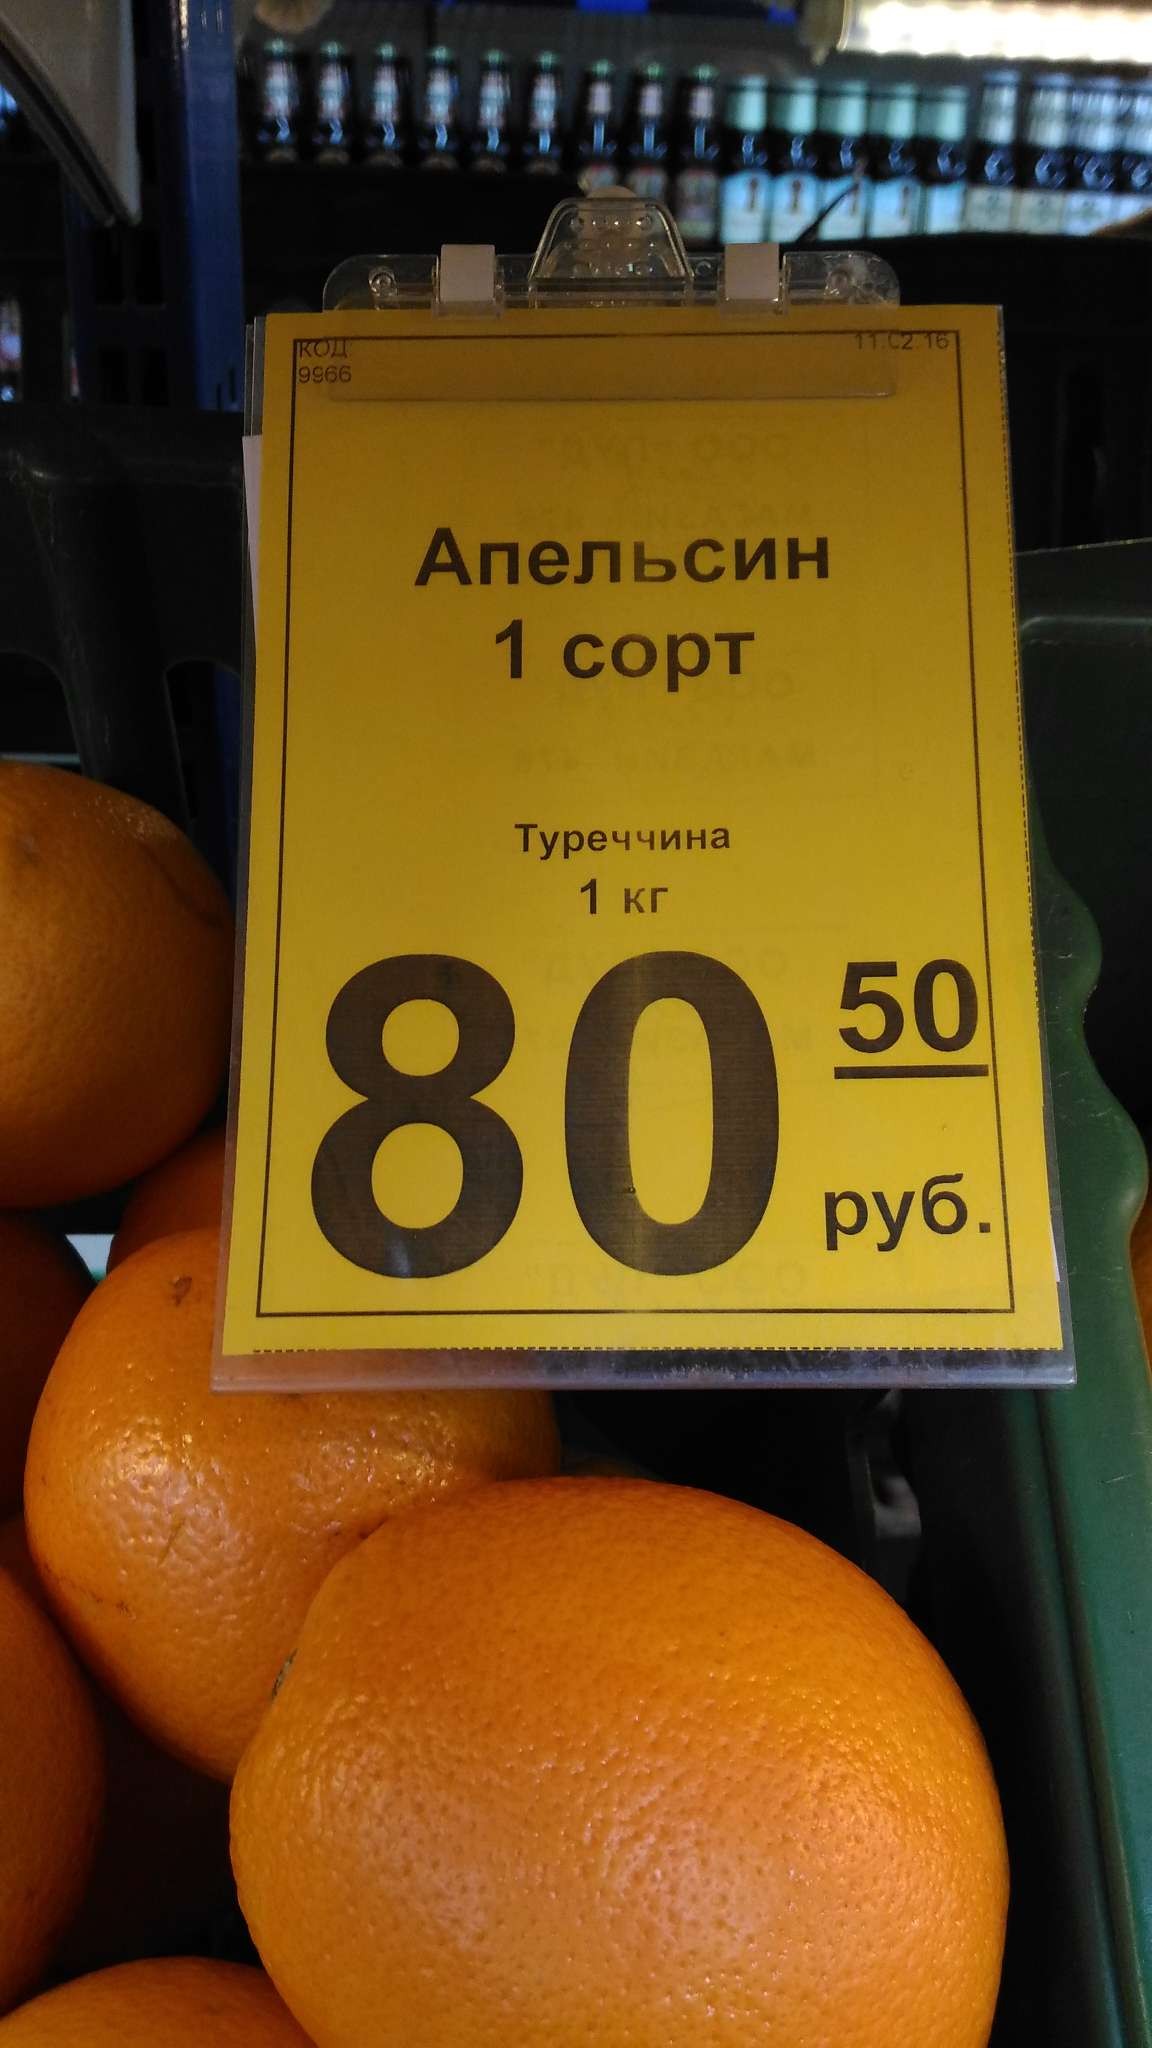 КОД
9966
11.02.16
Апельсин
1 сорт
Туреччина
1 кг
80 50
руб.